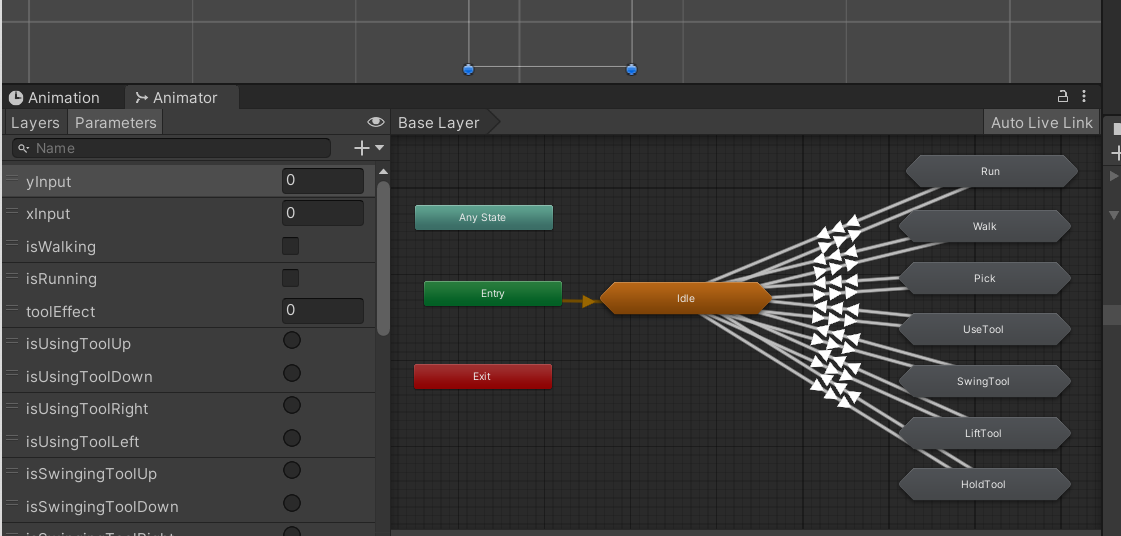 Animation
Animator
Layers
Parameters
Base Layer
Auto Live Link
Name
yInput
0
xInput
0
isWalking
isRunning
toolEffect
0
isUsingToolUp
isUsingToolDown
isUsingToolRight
isUsingToolLeft
isSwingingToolUp
isSwingingToolDown
isSwingingToolRight
Any State
Entry
Exit
Idle
Run
Walk
Pick
UseTool
SwingTool
LiftTool
HoldTool